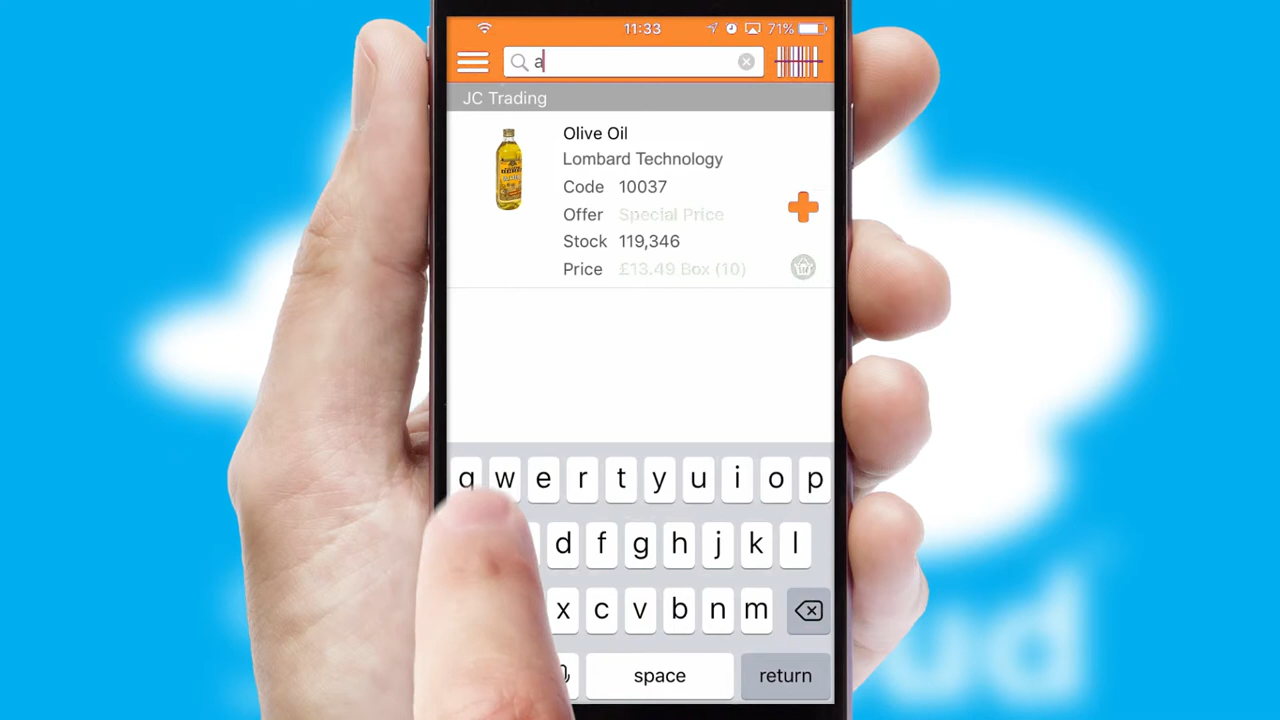 11:33 71%
a
JC Trading
Olive Oil
Lombard Technology
Code 10037
Offer Special Price
Stock 119,346
Price £13.49 Box (10)
q w e r t y u i o p
d f g h j k l
x c v b n m
space return
ud